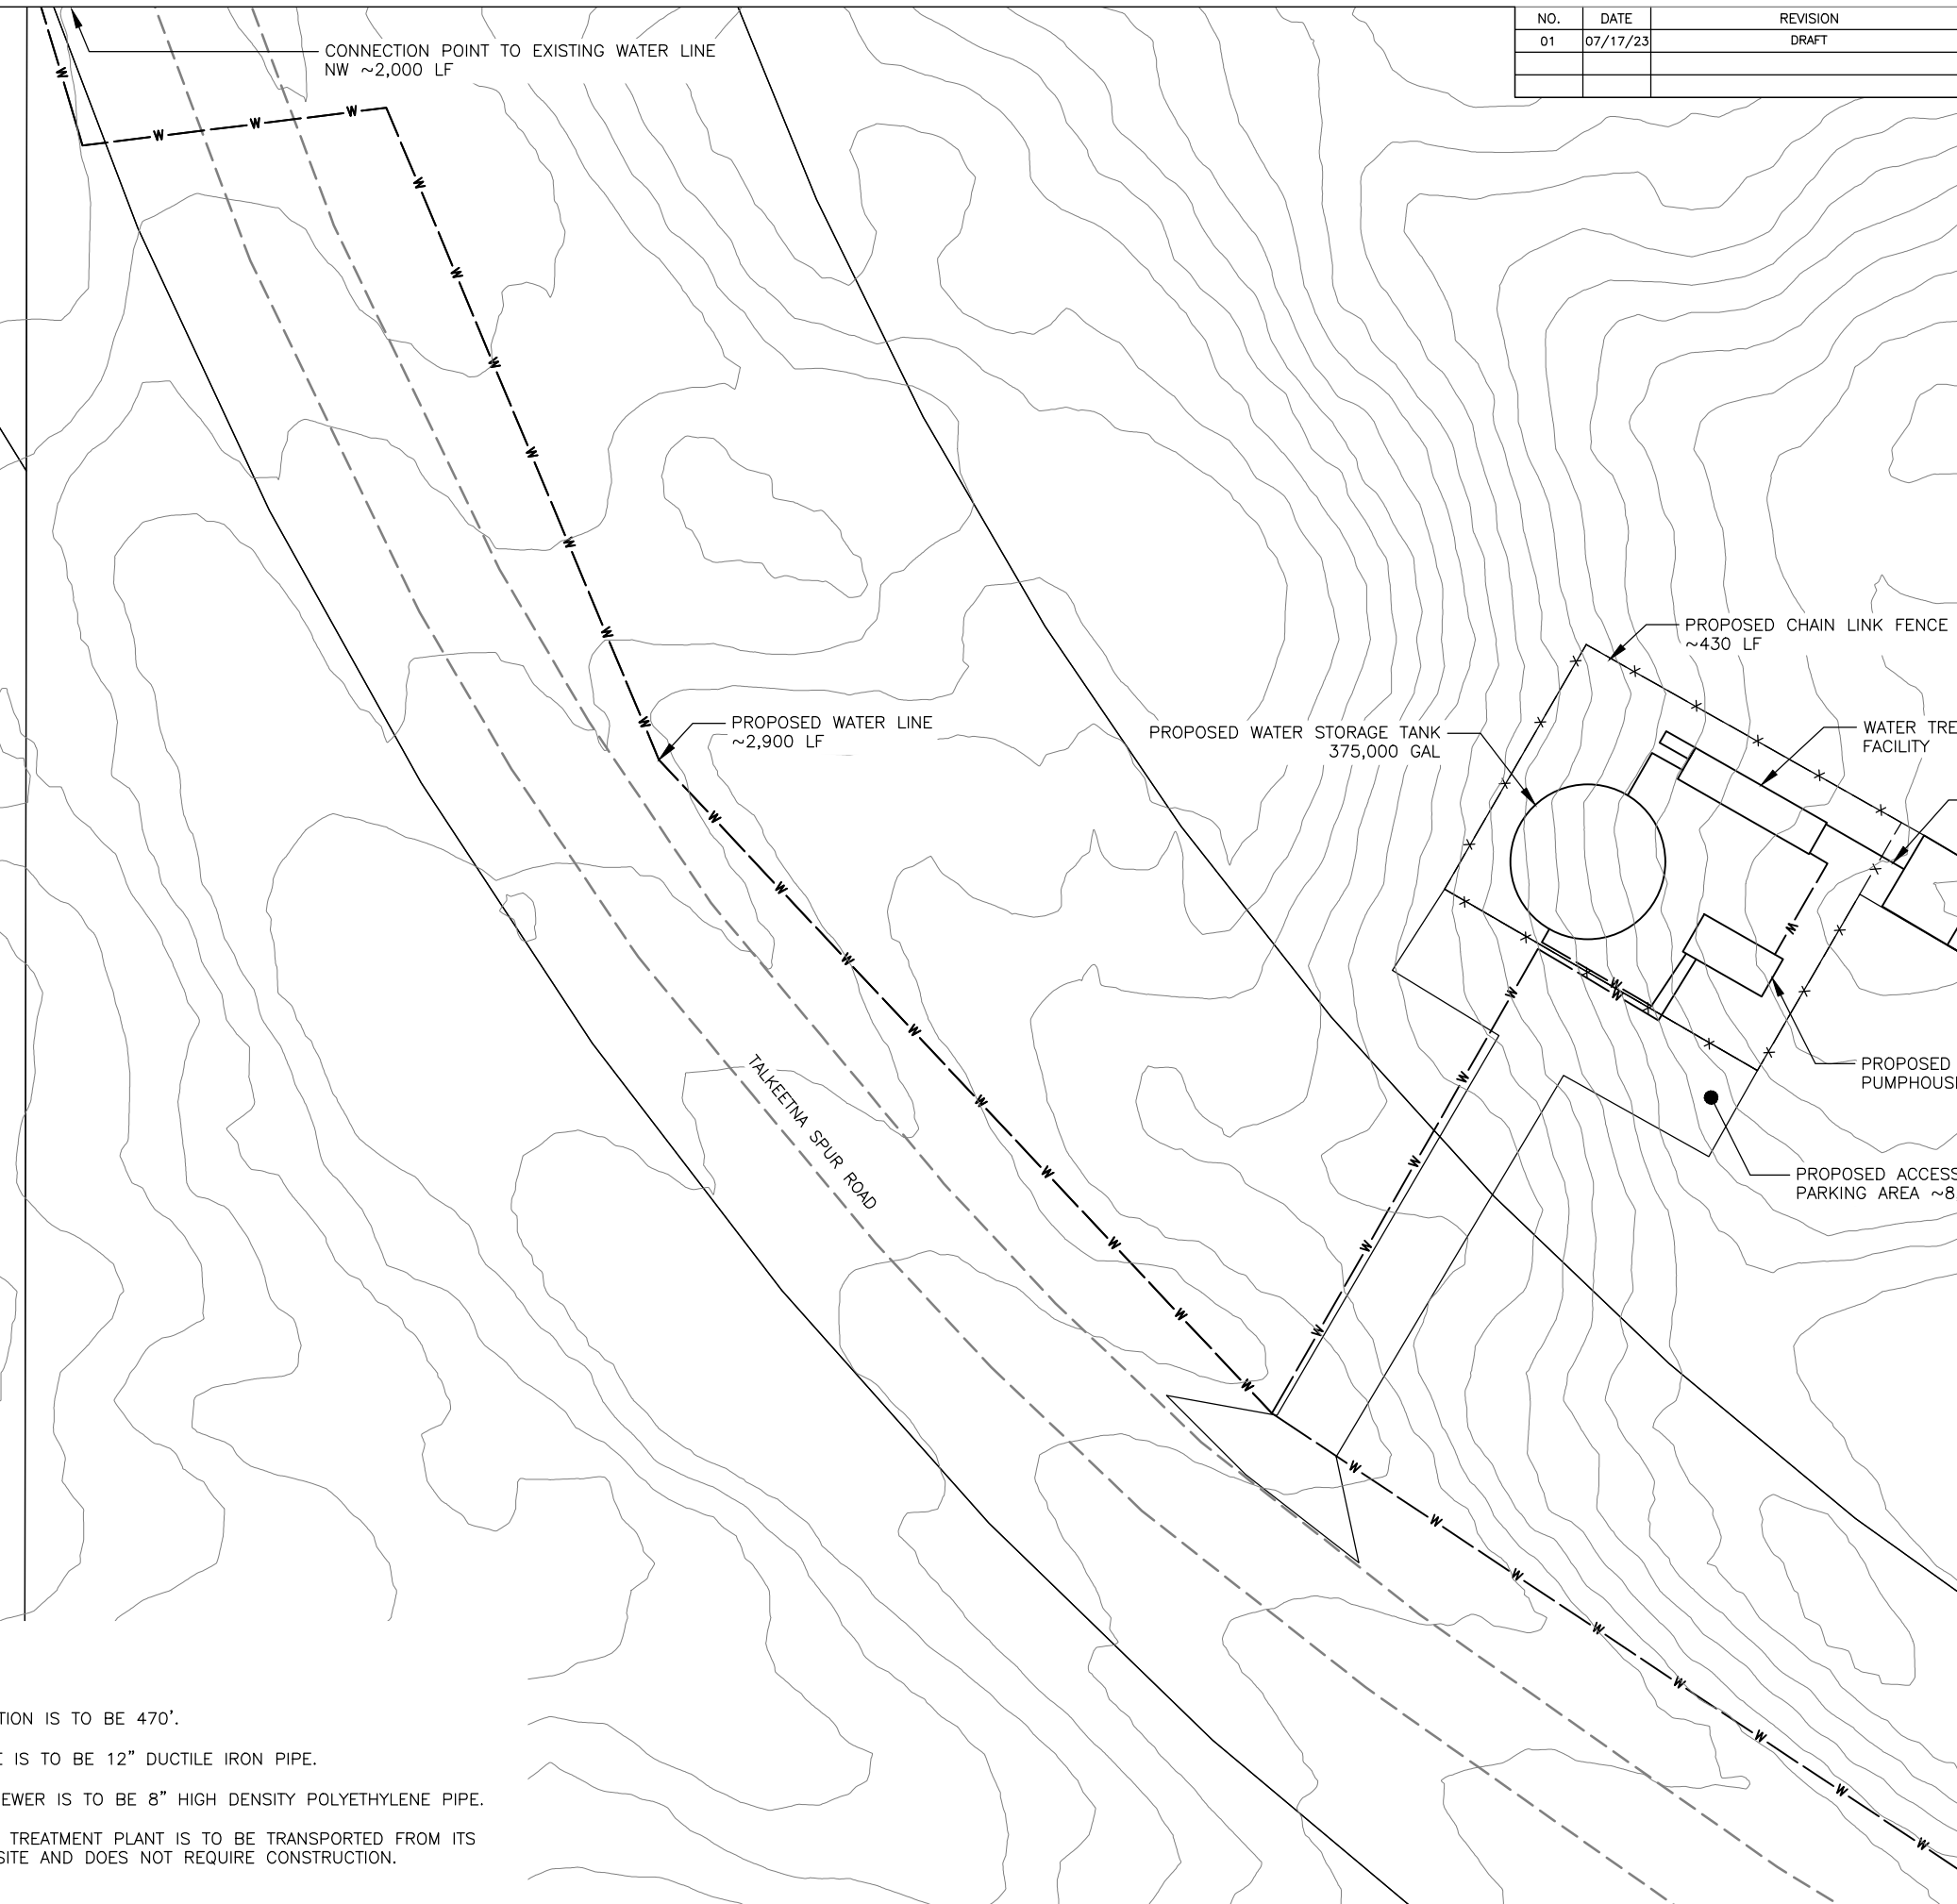 NO. DATE REVISION
01 07/17/23 DRAFT
CONNECTION POINT TO EXISTING WATER LINE
NW ~2,000 LF
PROPOSED CHAIN LINK FENCE
~430 LF
PROPOSED WATER LINE
~2,900 LF
PROPOSED WATER STORAGE TANK
375,000 GAL
WATER TRE
FACILITY
TALKEETNA SPUR ROAD
PROPOSED
PUMPHOUS
PROPOSED ACCESS
PARKING AREA ~8
TION IS TO BE 470'.
E IS TO BE 12" DUCTILE IRON PIPE.
EWER IS TO BE 8" HIGH DENSITY POLYETHYLENE PIPE.
TREATMENT PLANT IS TO BE TRANSPORTED FROM ITS
SITE AND DOES NOT REQUIRE CONSTRUCTION.